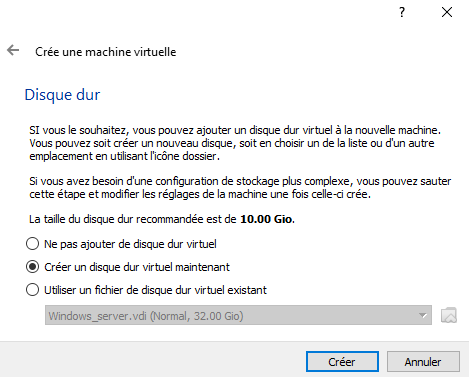 ?
Crée une machine virtuelle
Disque dur
SI vous le souhaitez, vous pouvez ajouter un disque dur virtuel à la nouvelle machine.
Vous pouvez soit créer un nouveau disque, soit en choisir un de la liste ou d'un autre
emplacement en utilisant l'icône dossier.
Si vous avez besoin d'une configuration de stockage plus complexe, vous pouvez sauter
cette étape et modifier les réglages de la machine une fois celle-ci crée.
La taille du disque dur recommandée est de 10.00 Gio.
Ne pas ajouter de disque dur virtuel
Créer un disque dur virtuel maintenant
Utiliser un fichier de disque dur virtuel existant
Windows_server.vdi (Normal, 32.00 Gio)
Créer Annuler